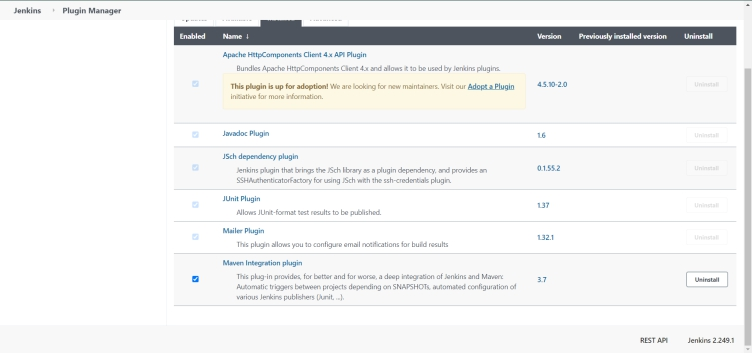 Jenkins › Plugin Manager
Updates Available Installed Advanced
Enabled Name ↓ Version Previously installed version Uninstall
Apache HttpComponents Client 4.x API Plugin
Bundles Apache HttpComponents Client 4.x and allows it to be used by Jenkins plugins.
This plugin is up for adoption! We are looking for new maintainers. Visit our Adopt a Plugin
initiative for more information.
4.5.10-2.0 Uninstall
Javadoc Plugin 1.6 Uninstall
JSch dependency plugin
Jenkins plugin that brings the JSch library as a plugin dependency, and provides an
SSHAuthenticatorFactory for using JSch with the ssh-credentials plugin.
0.1.55.2 Uninstall
JUnit Plugin
Allows JUnit-format test results to be published.
1.37 Uninstall
Mailer Plugin
This plugin allows you to configure email notifications for build results
1.32.1 Uninstall
Maven Integration plugin
This plug-in provides, for better and for worse, a deep integration of Jenkins and Maven:
Automatic triggers between projects depending on SNAPSHOTs, automated configuration of
various Jenkins publishers (Junit, ...).
3.7 Uninstall
REST API Jenkins 2.249.1